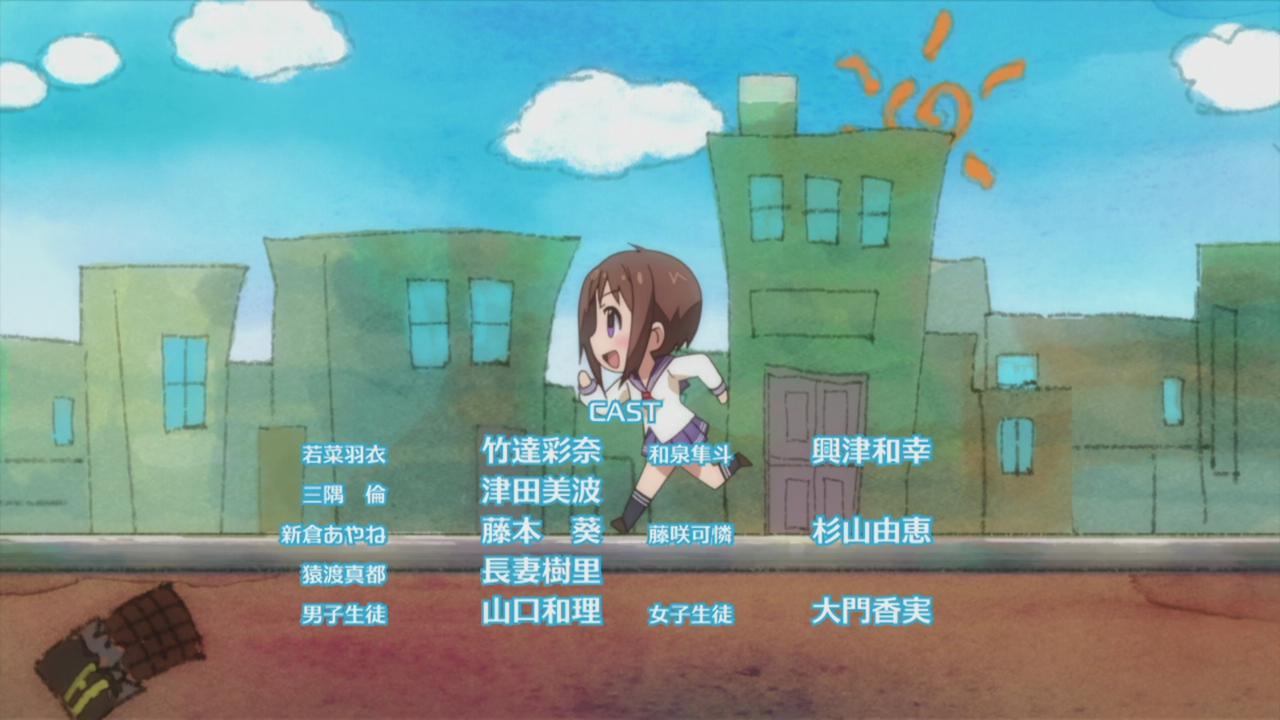 CAST
若菜羽衣 竹達彩奈 和泉隼斗 興津和幸
三隅 倫 津田美波
新倉あやね 藤本 葵 藤咲可憐 杉山由恵
猿渡真都 長妻樹里
男子生徒 山口和理 女子生徒 大門香実